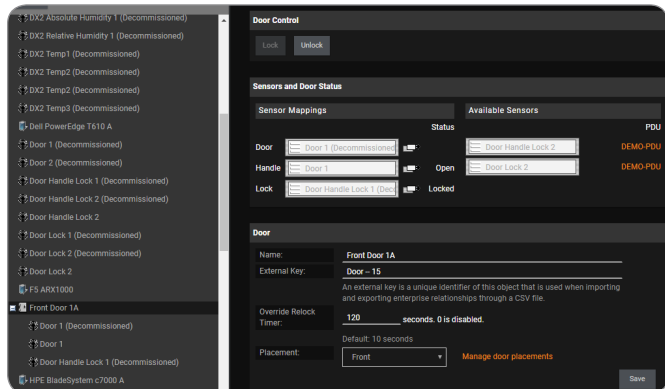 DX2 Absolute Humidity 1 (Decommissioned)
DX2 Relative Humidity 1 (Decommissioned)
DX2 Temp1 (Decommissioned)
DX2 Temp2 (Decommissioned)
DX2 Temp2 (Decommissioned)
DX2 Temp3 (Decommissioned)
Dell PowerEdge T610 A
Door 1 (Decommissioned)
Door 2 (Decommissioned)
Door Handle Lock 1 (Decommissioned)
Door Handle Lock 2 (Decommissioned)
Door Handle Lock 2
Door Lock 1 (Decommissioned)
Door Lock 2 (Decommissioned)
Door Lock 2
F5 ARX1000
Front Door 1A
Door 1 (Decommissioned)
Door 1
Door Handle Lock 1 (Decommissioned)
HPE BladeSystem c7000 A
Door Control
Lock Unlock
Sensors and Door Status
Sensor Mappings Available Sensors
Status PDU
Door Door 1 (Decommissioned) Door Handle Lock 2 DEMO-PDU
Handle Door 1 Open Door Lock 2 DEMO-PDU
Lock Door Handle Lock 1 (Deco Locked
Door
Name: Front Door 1A
External Key: Door – 15
An external key is a unique identifier of this object that is used when importing
and exporting enterprise relationships through a CSV file.
Override Relock
Timer: 120 seconds. 0 is disabled.
Default: 10 seconds
Placement: Front Manage door placements
Save